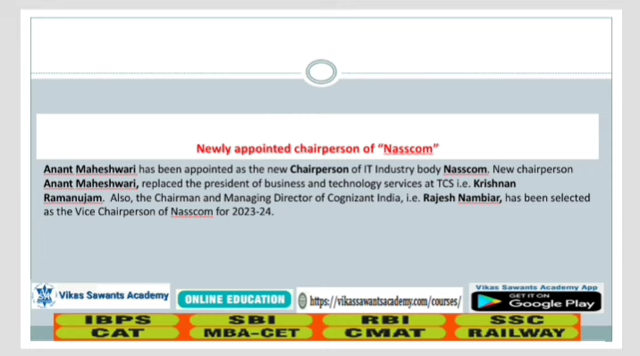 Newly appointed chairperson of “Nasscom”
Anant Maheshwari has been appointed as the new Chairperson of IT Industry body Nasscom. New chairperson
Anant Maheshwari, replaced the president of business and technology services at TCS i.e. Krishnan
Ramanujam. Also, the Chairman and Managing Director of Cognizant India, i.e. Rajesh Nambiar, has been selected
as the Vice Chairperson of Nasscom for 2023-24.
Vikas Sawants Academy
ONLINE EDUCATION
https://vikassawantsacademy.com/courses/
Vikas Sawants Academy App
GET IT ON
Google Play
IBPS SBI RBI SSC
CAT MBA-CET CMAT RAILWAY